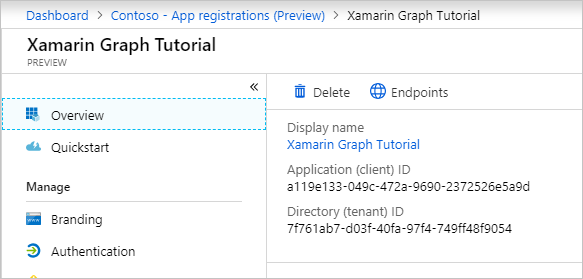 Dashboard > Contoso - App registrations (Preview) > Xamarin Graph Tutorial
Xamarin Graph Tutorial
PREVIEW
«
Overview
Quickstart
Manage
Branding
Authentication
Delete Endpoints
Display name
Xamarin Graph Tutorial
Application (client) ID
a119e133-049c-472a-9690-2372526e5a9d
Directory (tenant) ID
7f761ab7-d03f-40fa-97f4-749ff48f9054